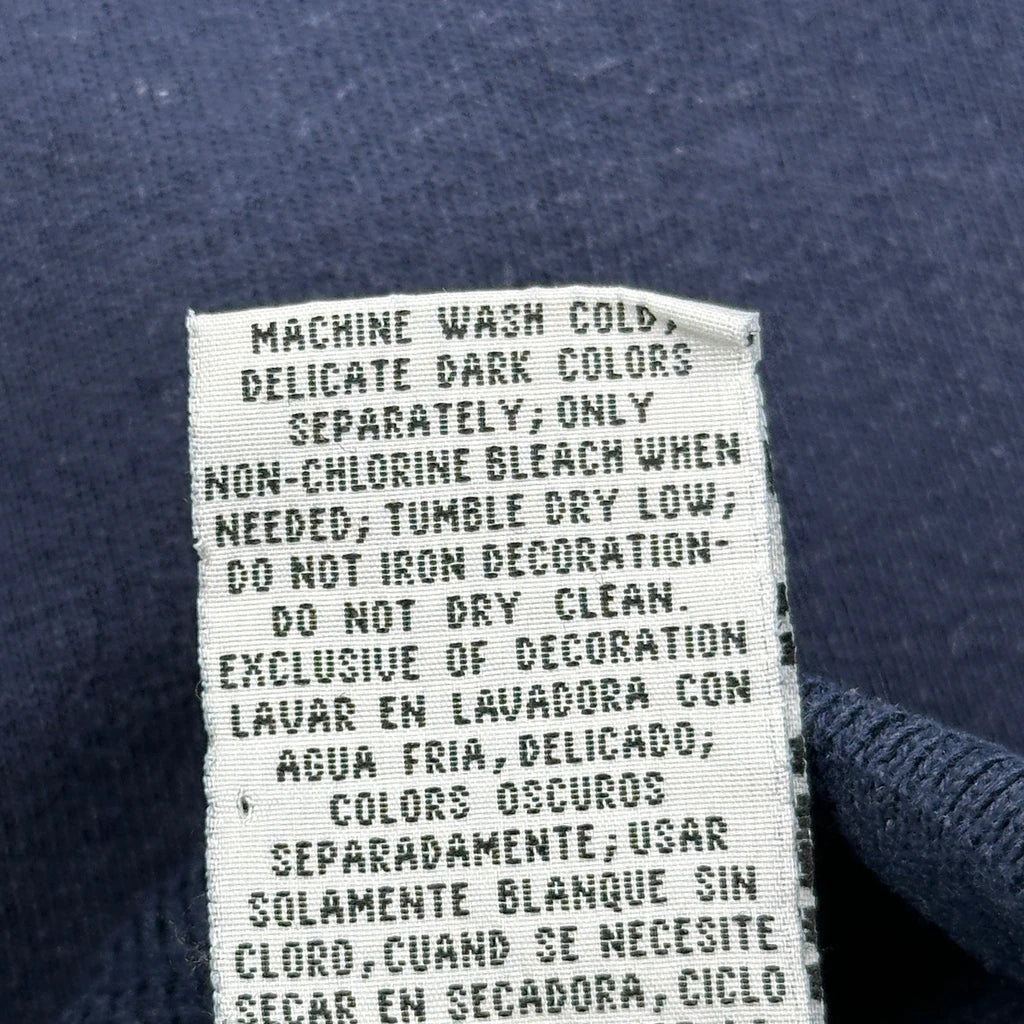 MACHINE WASH COLD,
DELICATE DARK COLORS
SEPARATELY; ONLY
NON-CHLORINE BLEACH WHEN
NEEDED; TUMBLE DRY LOW;
DO NOT IRON DECORATION-
DO NOT DRY CLEAN.
EXCLUSIVE OF DECORATION
LAVAR EN LAVADORA CON
AGUA FRIA, DELICADO;
COLORS OSCUROS
SEPARADAMENTE; USAR
SOLAMENTE BLANQUE SIN
CLORO, CUAND SE NECESITE
SECAR EN SECADORA, CICLO